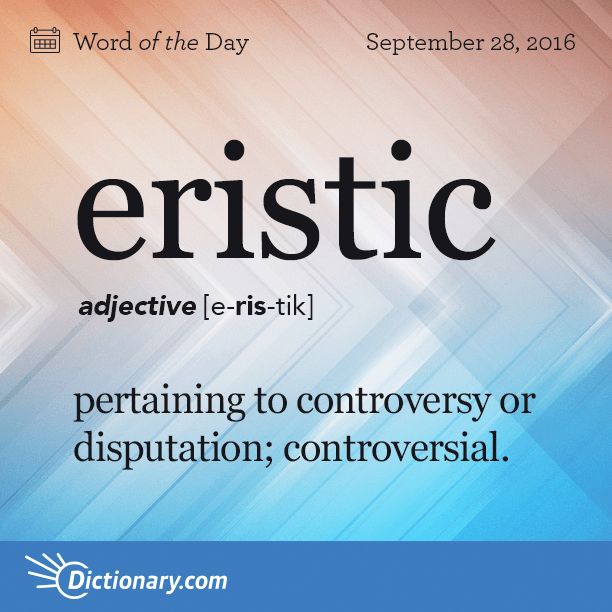 Word of the Day
September 28, 2016
eristic
adjective [e-ris-tik]
pertaining to controversy or
disputation; controversial.
Dictionary.com